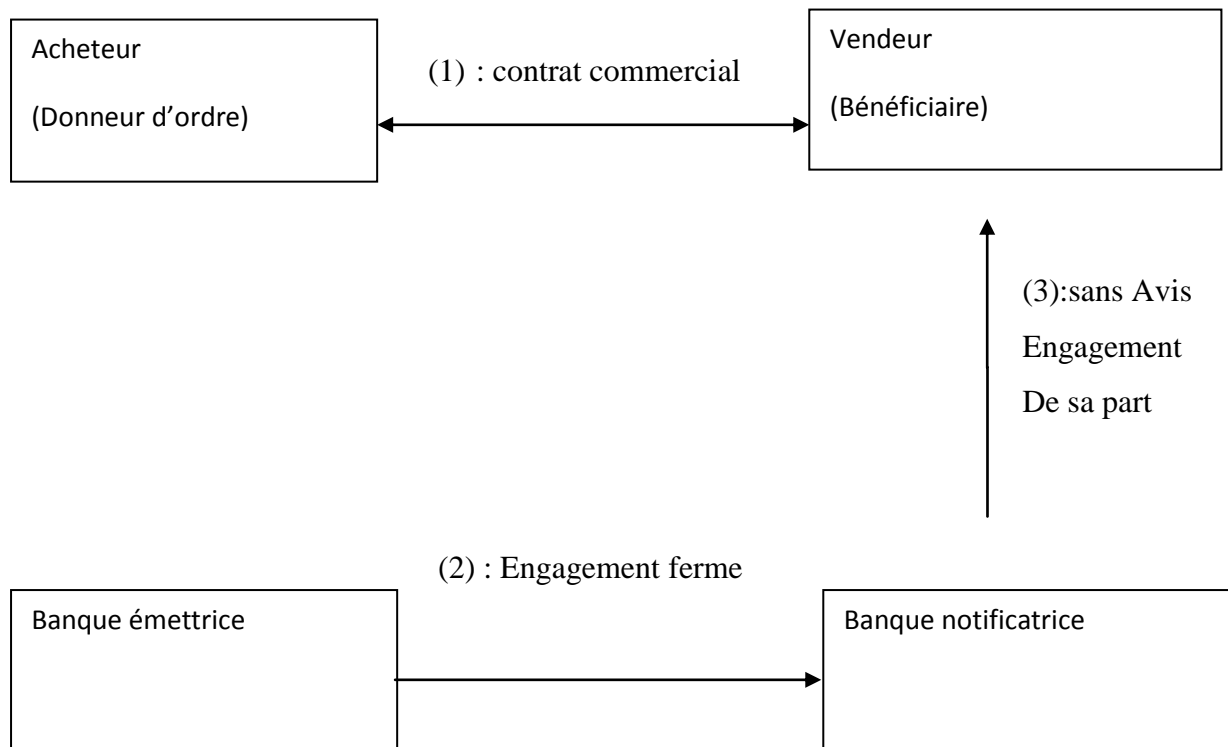 Acheteur
(Donneur d’ordre)
(1) : contrat commercial
Vendeur
(Bénéficiaire)
(3):sans Avis
Engagement
De sa part
(2) : Engagement ferme
Banque émettrice
Banque notificatrice